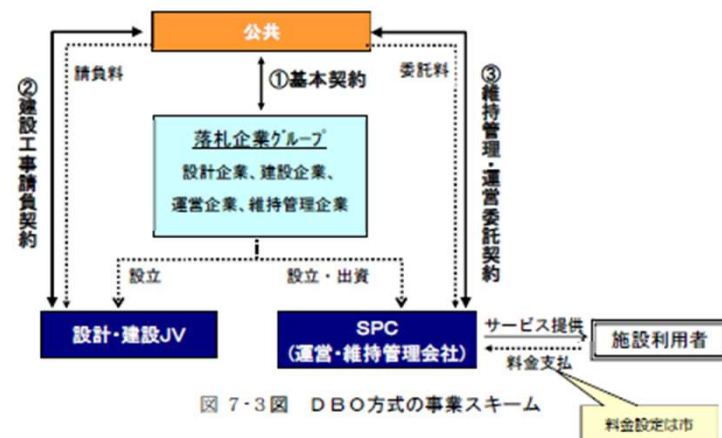 公共
請負料
委託料
①基本契約
②建設工事請負契約
③維持管理・運営委託契約
落札企業グループ
設計企業、建設企業、
運営企業、維持管理企業
設立
設立・出資
設計・建設JV
SPC
(運営・維持管理会社)
サービス提供
料金支払
施設利用者
料金設定は市
図 7-3図 DBO方式の事業スキーム